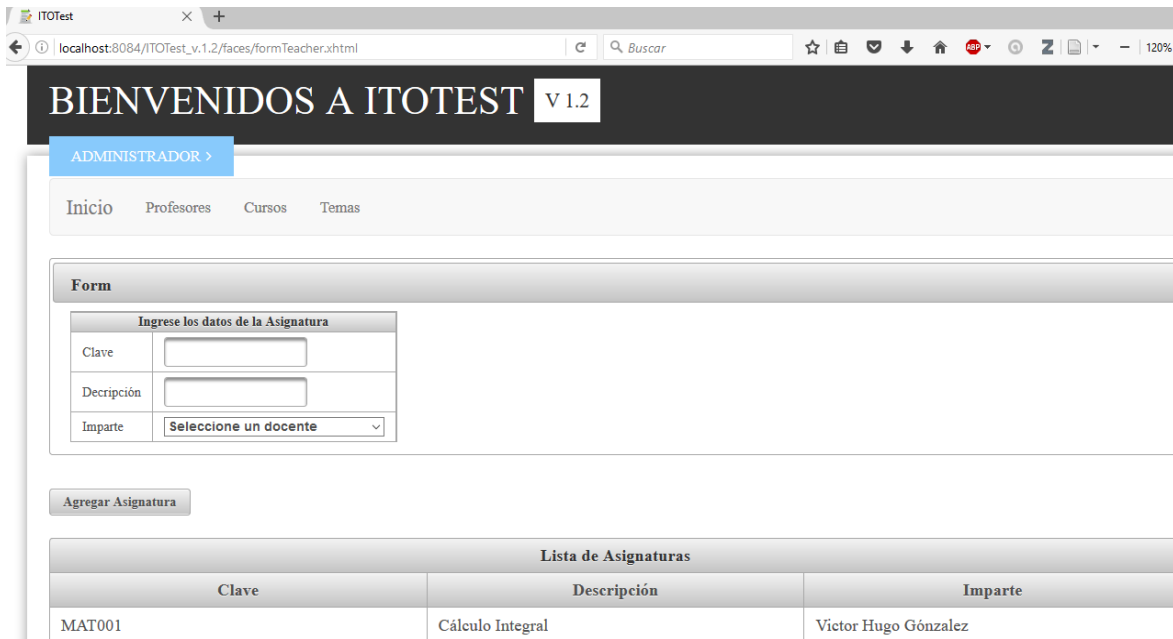 ITOTest
localhost:8084/ITOTest_v.1.2/faces/formTeacher.xhtml
Buscar
ABP
120%
BIENVENIDOS A ITOTEST V 1.2
ADMINISTRADOR >
Inicio Profesores Cursos Temas
Form
Ingrese los datos de la Asignatura
Clave
Decripción
Imparte Seleccione un docente
Agregar Asignatura
Lista de Asignaturas
Clave Descripción Imparte
MAT001 Cálculo Integral Victor Hugo Gónzalez